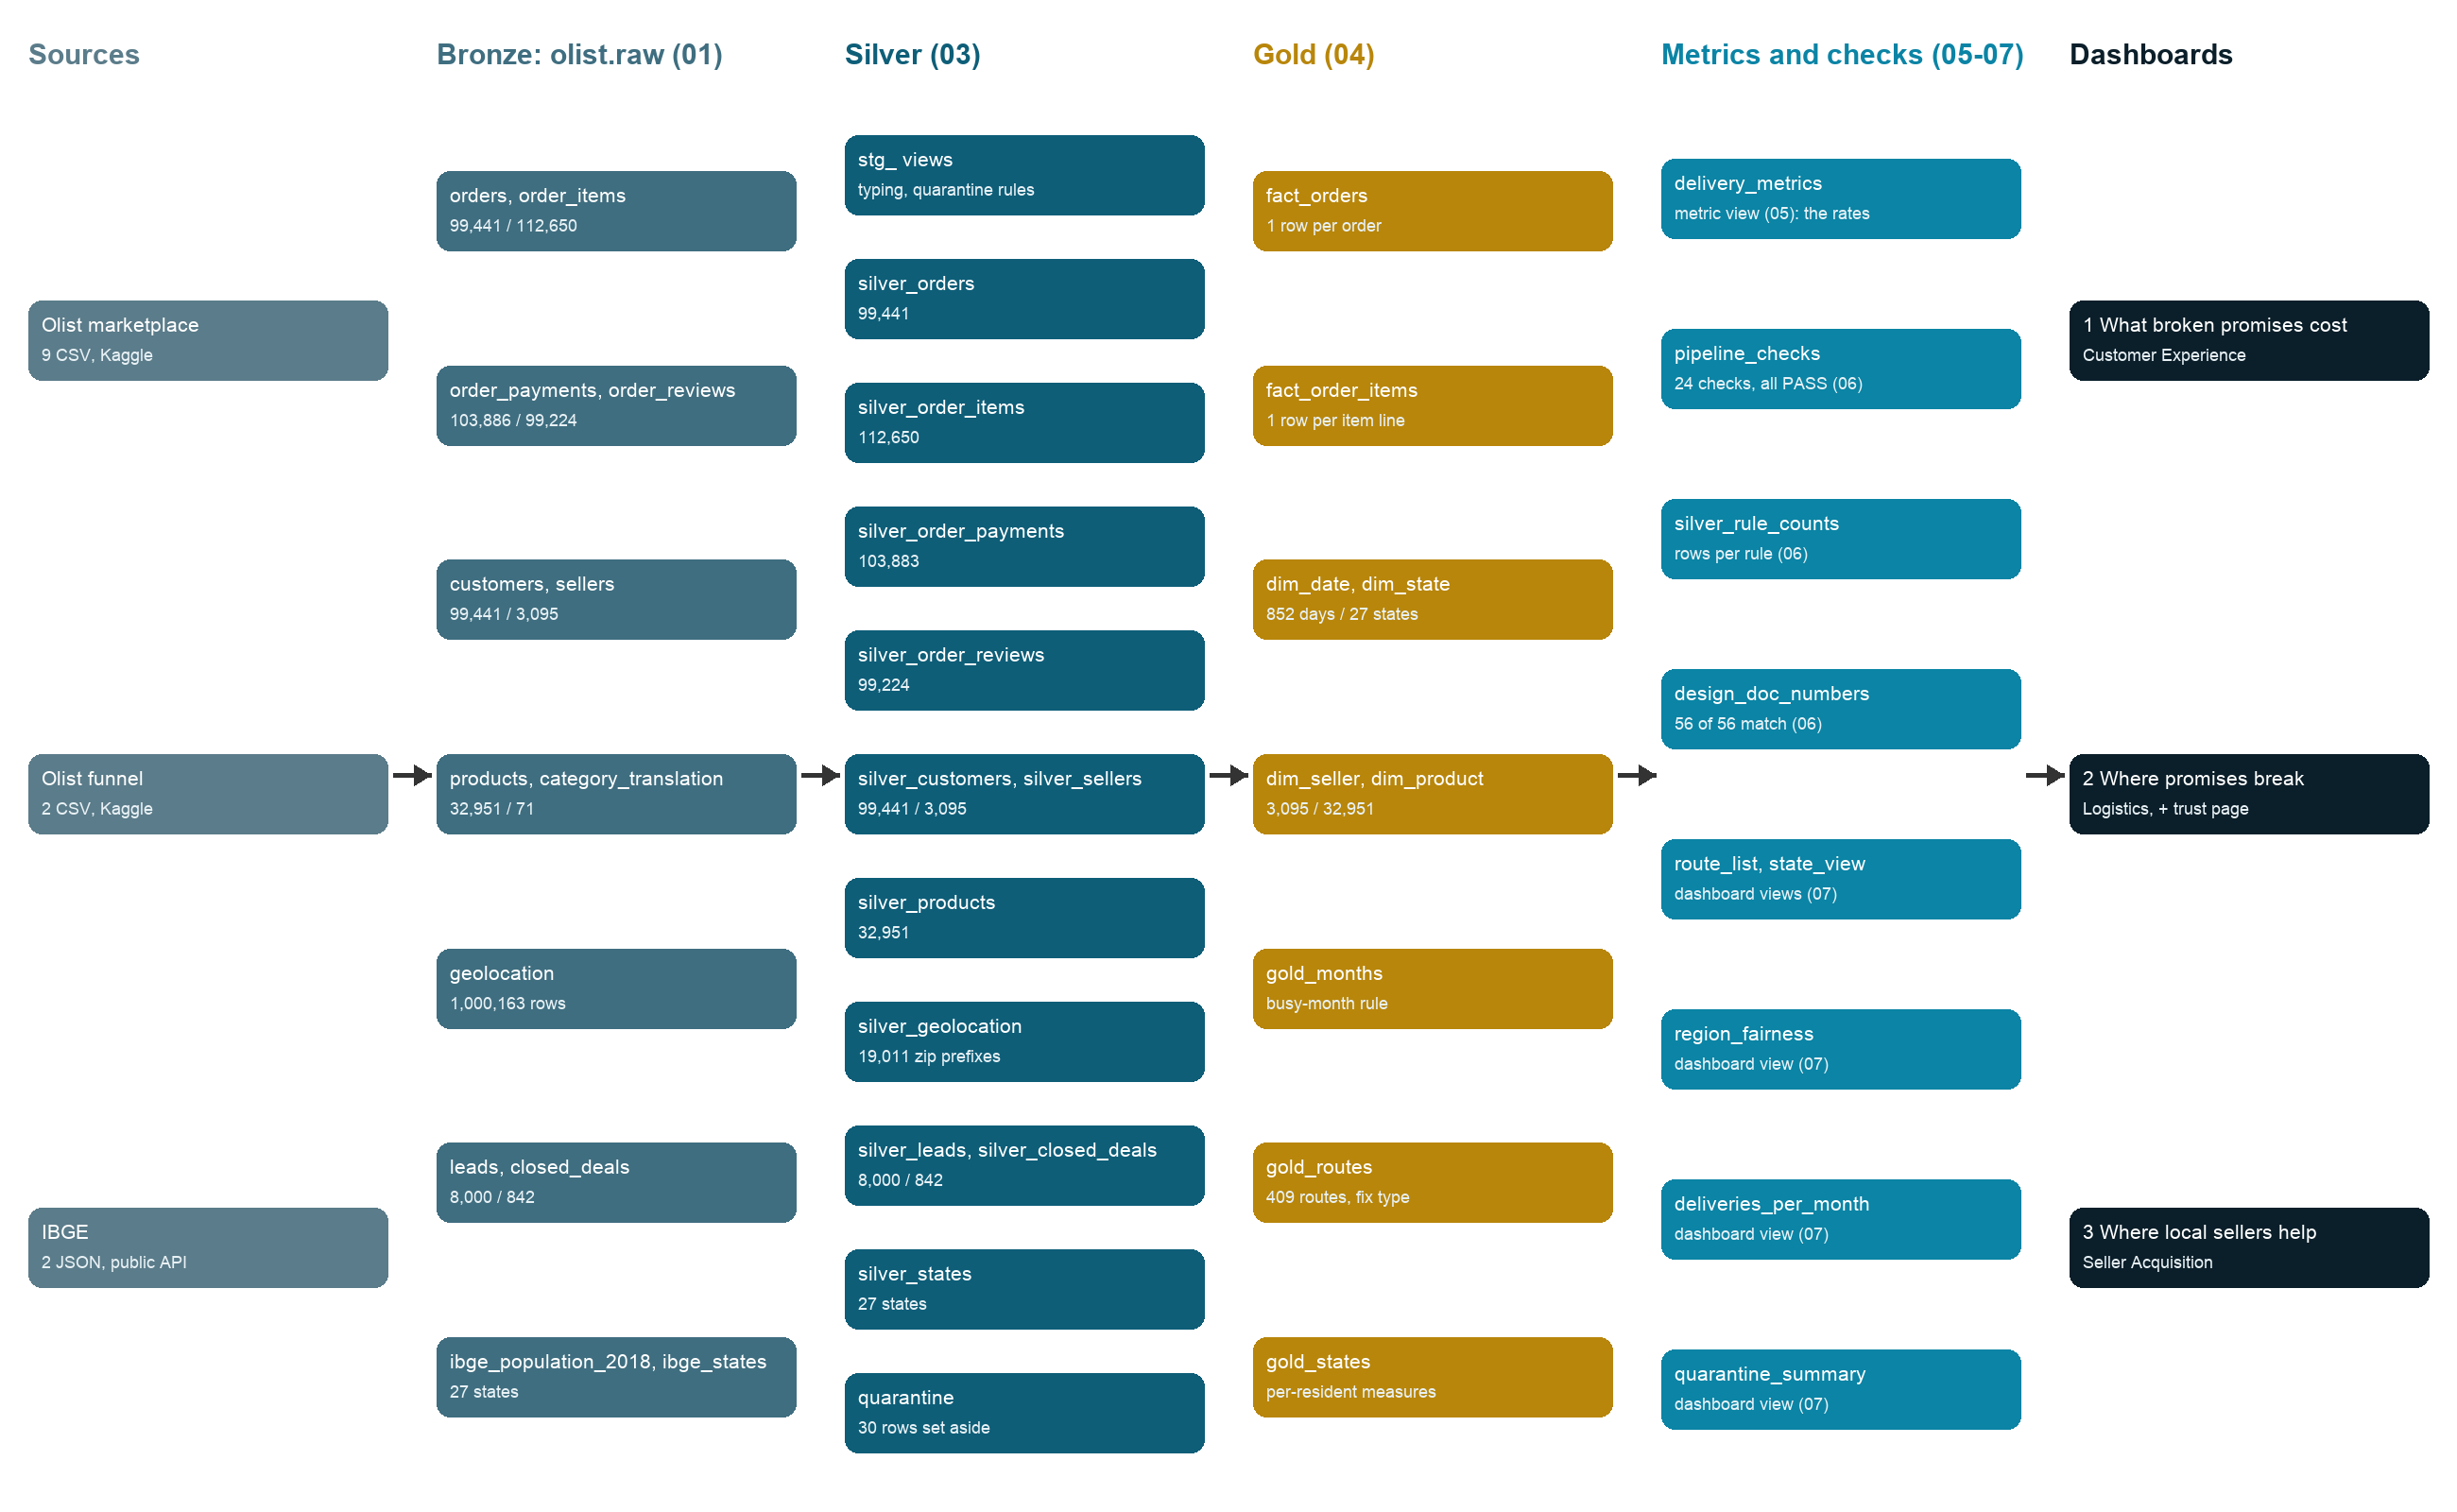 Sources
Bronze: olist.raw (01)
Silver (03)
Gold (04)
Metrics and checks (05-07)
Dashboards
Olist marketplace
9 CSV, Kaggle
Olist funnel
2 CSV, Kaggle
IBGE
2 JSON, public API
orders, order_items
99,441 / 112,650
order_payments, order_reviews
103,886 / 99,224
customers, sellers
99,441 / 3,095
products, category_translation
32,951 / 71
geolocation
1,000,163 rows
leads, closed_deals
8,000 / 842
ibge_population_2018, ibge_states
27 states
stg_ views
typing, quarantine rules
silver_orders
99,441
silver_order_items
112,650
silver_order_payments
103,883
silver_order_reviews
99,224
silver_customers, silver_sellers
99,441 / 3,095
silver_products
32,951
silver_geolocation
19,011 zip prefixes
silver_leads, silver_closed_deals
8,000 / 842
silver_states
27 states
quarantine
30 rows set aside
fact_orders
1 row per order
fact_order_items
1 row per item line
dim_date, dim_state
852 days / 27 states
dim_seller, dim_product
3,095 / 32,951
gold_months
busy-month rule
gold_routes
409 routes, fix type
gold_states
per-resident measures
delivery_metrics
metric view (05): the rates
pipeline_checks
24 checks, all PASS (06)
silver_rule_counts
rows per rule (06)
design_doc_numbers
56 of 56 match (06)
route_list, state_view
dashboard views (07)
region_fairness
dashboard view (07)
deliveries_per_month
dashboard view (07)
quarantine_summary
dashboard view (07)
1 What broken promises cost
Customer Experience
2 Where promises break
Logistics, + trust page
3 Where local sellers help
Seller Acquisition